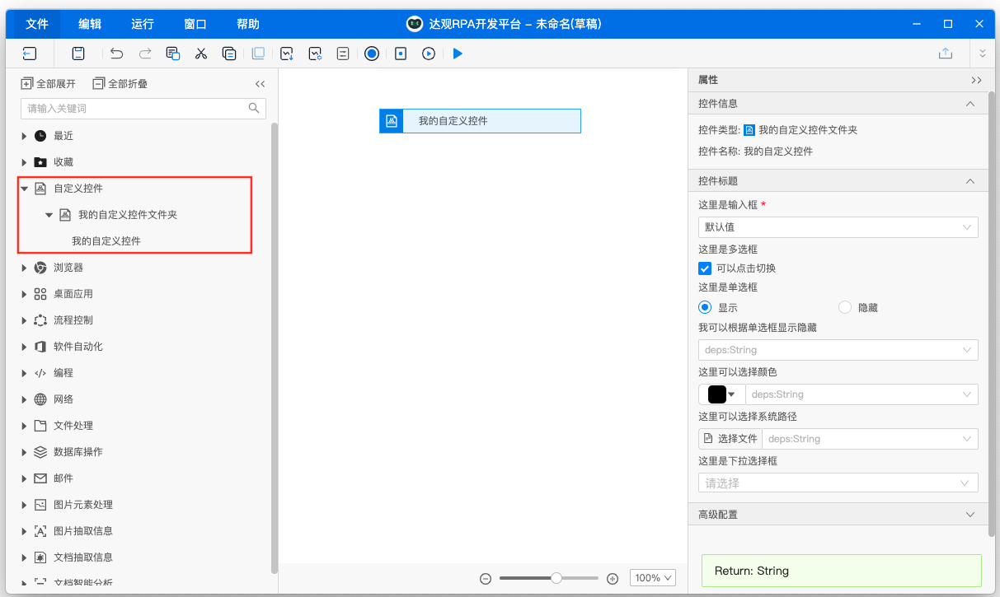 文件 编辑 运行 窗口 帮助 达观RPA开发平台 – 未命名(草稿)
全部展开 全部折叠
请输入关键词
最近
收藏
自定义控件
我的自定义控件文件夹
我的自定义控件
浏览器
桌面应用
流程控制
软件自动化
编程
网络
文件处理
数据库操作
邮件
图片元素处理
图片抽取信息
文档抽取信息
文档智能分析
我的自定义控件
100%
属性
控件信息
控件类型: 我的自定义控件文件夹
控件名称: 我的自定义控件
控件标题
这里是输入框 *
默认值
这里是多选框
可以点击切换
这里是单选框
显示 隐藏
我可以根据单选框显示隐藏
deps:String
这里可以选择颜色
deps:String
这里可以选择系统路径
选择文件 deps:String
这里是下拉选择框
请选择
高级配置
Return: String